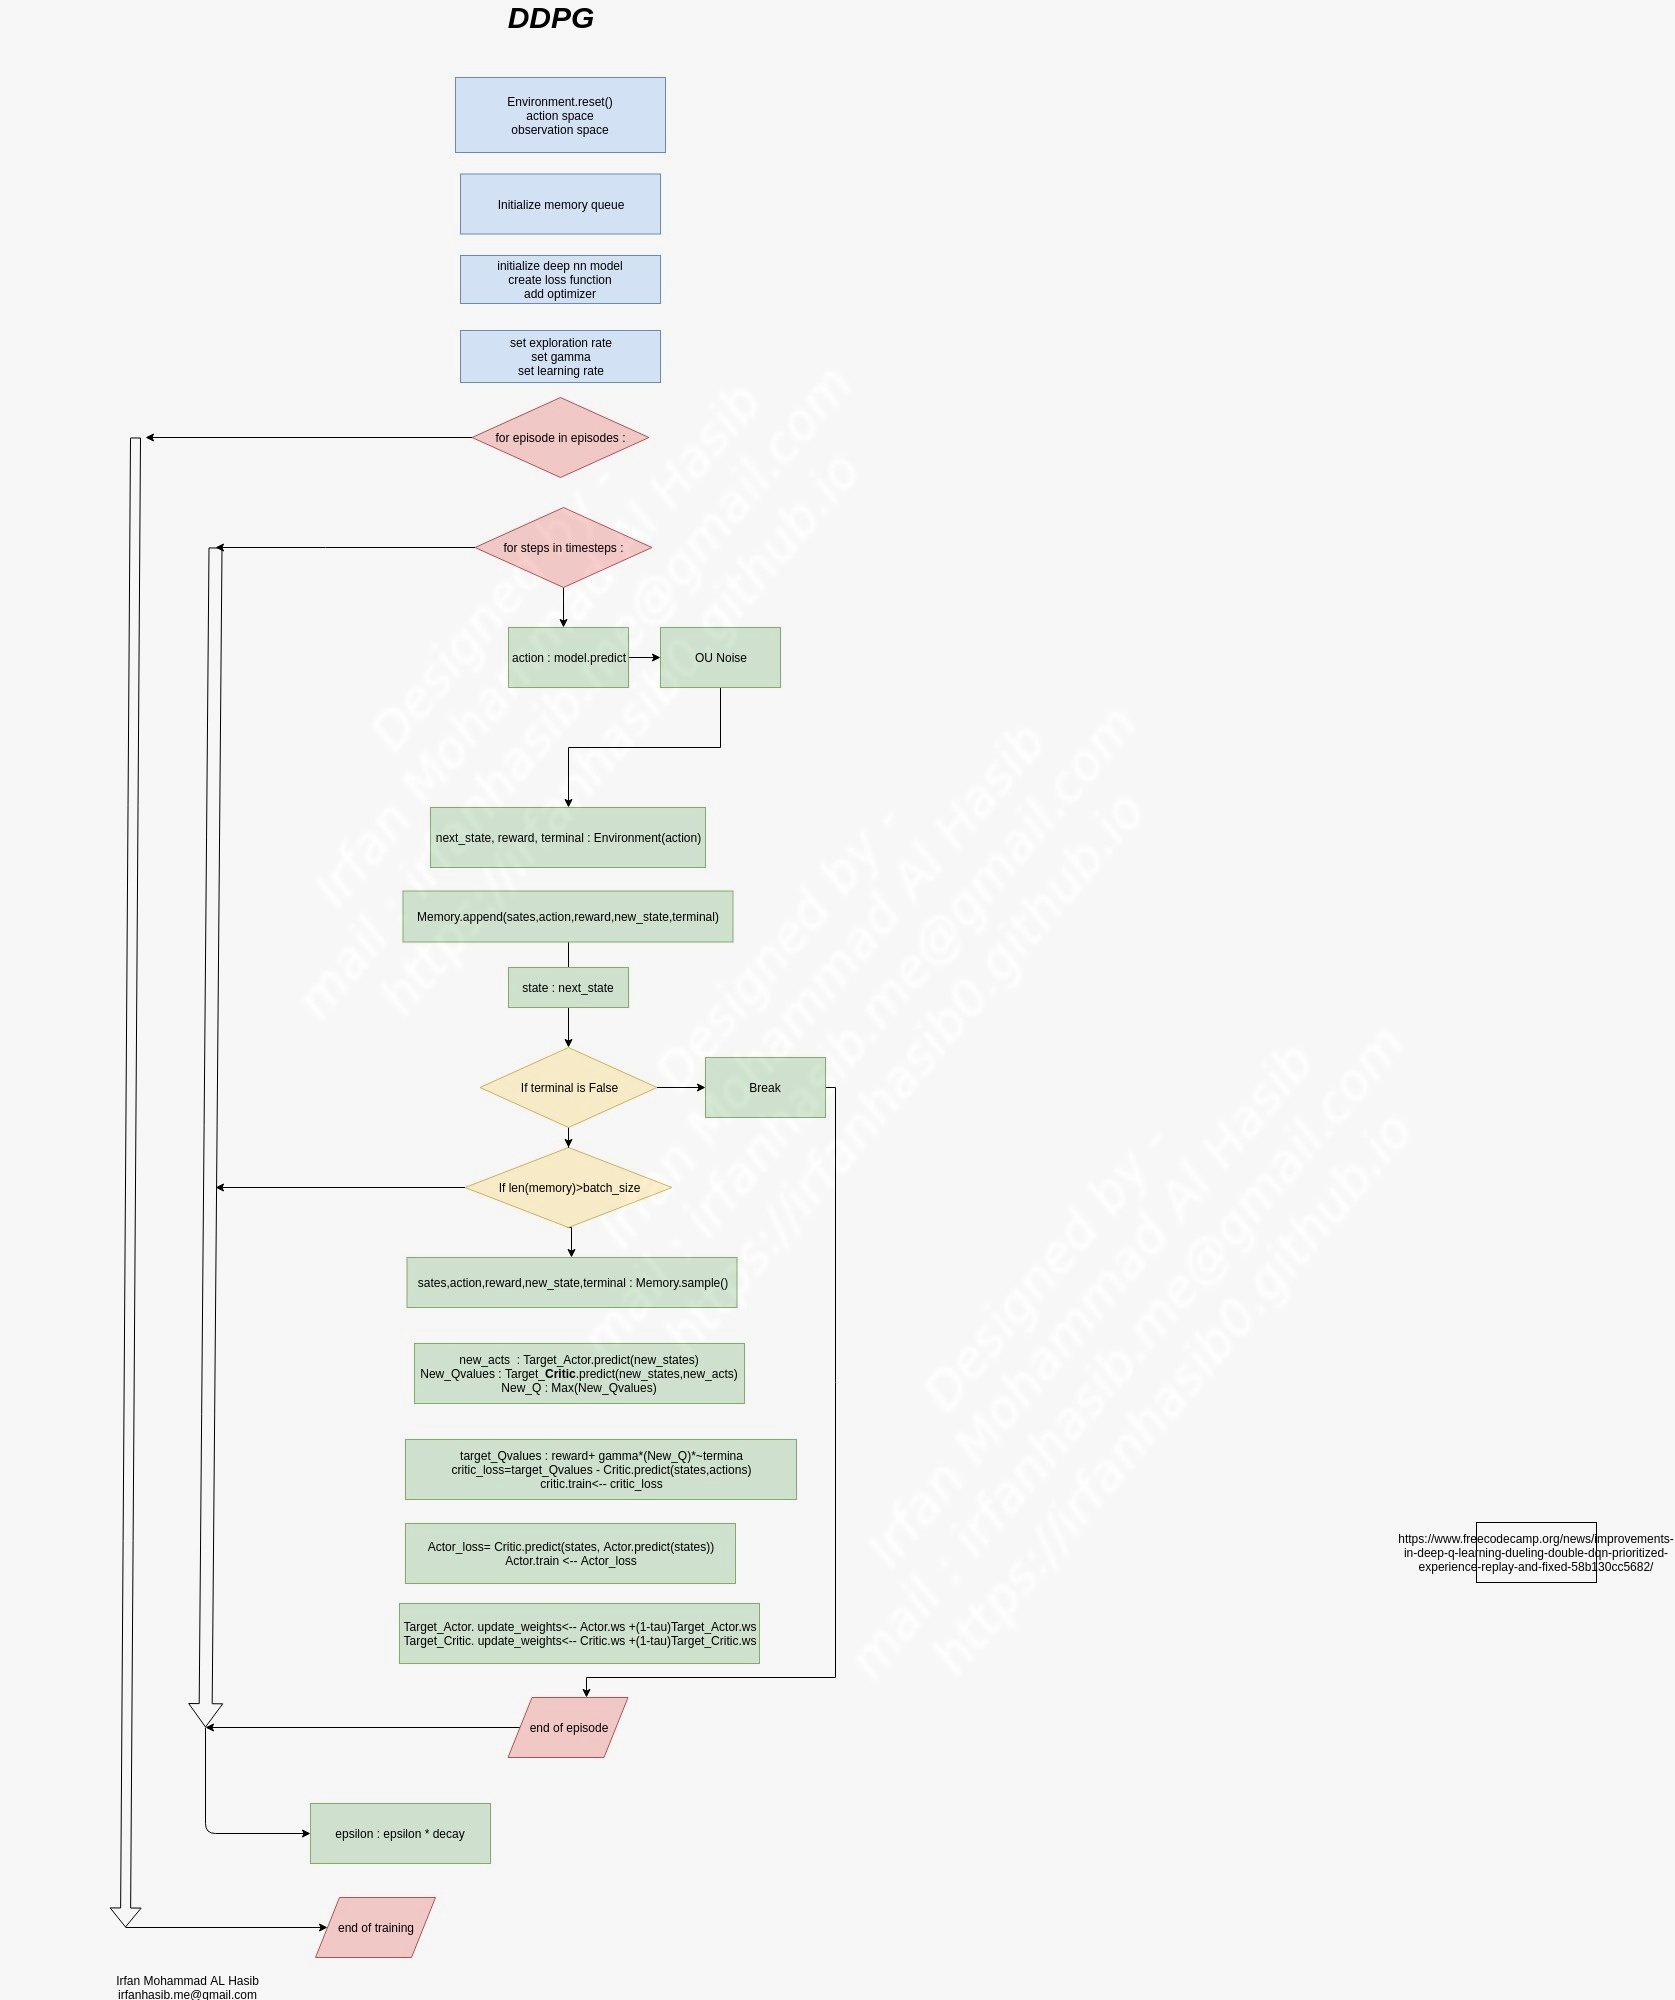 DDPG
Environment.reset()
action space
observation space
Initialize memory queue
initialize deep nn model
create loss function
add optimizer
set exploration rate
set gamma
set learning rate
for episode in episodes :
for steps in timesteps :
action : model.predict
OU Noise
next_state, reward, terminal : Environment(action)
Memory.append(sates,action,reward,new_state,terminal)
state : next_state
If terminal is False
Break
If len(memory)>batch_size
sates,action,reward,new_state,terminal : Memory.sample()
new_acts  : Target_Actor.predict(new_states)
New_Qvalues : Target_Critic.predict(new_states,new_acts)
New_Q : Max(New_Qvalues)
target_Qvalues : reward+ gamma*(New_Q)*~termina
critic_loss=target_Qvalues - Critic.predict(states,actions)
critic.train<-- critic_loss
Actor_loss= Critic.predict(states, Actor.predict(states))
Actor.train <-- Actor_loss
Target_Actor. update_weights<-- Actor.ws +(1-tau)Target_Actor.ws
Target_Critic. update_weights<-- Critic.ws +(1-tau)Target_Critic.ws
end of episode
epsilon : epsilon * decay
end of training
Irfan Mohammad AL Hasib
irfanhasib.me@gmail.com
https://www.freecodecamp.org/news/improvements-
in-deep-q-learning-dueling-double-dqn-prioritized-
experience-replay-and-fixed-58b130cc5682/
Designed by -
Irfan Mohammad Al Hasib
mail : irfanhasib.me@gmail.com
https://irfanhasib0.github.io
Designed by -
Irfan Mohammad Al Hasib
mail : irfanhasib.me@gmail.com
https://irfanhasib0.github.io
Designed by -
Irfan Mohammad Al Hasib
mail : irfanhasib.me@gmail.com
https://irfanhasib0.github.io